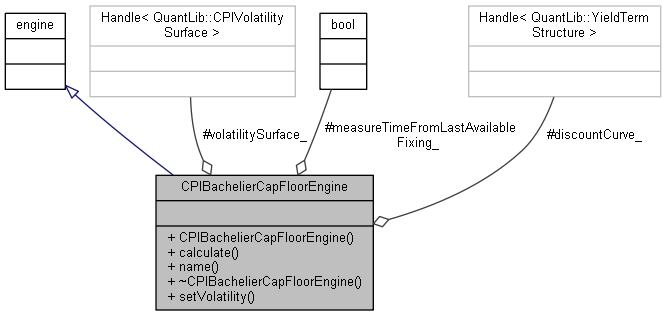 engine
Handle< QuantLib::CPIVolatility
Surface >
bool
Handle< QuantLib::YieldTerm
Structure >
#volatilitySurface_
#measureTimeFromLastAvailable
Fixing_
#discountCurve_
CPIBachelierCapFloorEngine
+ CPIBachelierCapFloorEngine()
+ calculate()
+ name()
+ ~CPIBachelierCapFloorEngine()
+ setVolatility()